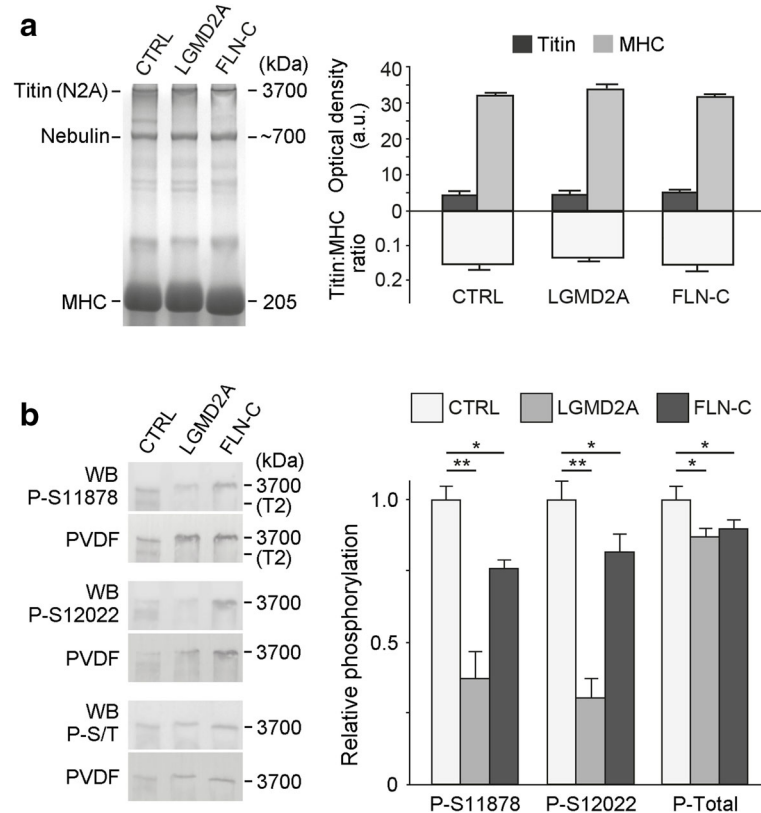 a
CTRL
LGMD2A
FLN-C
(kDa)
Titin (N2A)
3700
Nebulin
~700
MHC
205
Titin
MHC
Optical density
(a.u.)
40
30
20
10
0
Titin:MHC
ratio
0.1
0.2
CTRL
LGMD2A
FLN-C
b
CTRL
LGMD2A
FLN-C
(kDa)
WB
P-S11878
3700
(T2)
PVDF
3700
(T2)
WB
P-S12022
3700
PVDF
3700
WB
P-S/T
3700
PVDF
3700
CTRL
LGMD2A
FLN-C
*
**
*
**
*
*
Relative phosphorylation
1.0
0.5
0
P-S11878
P-S12022
P-Total